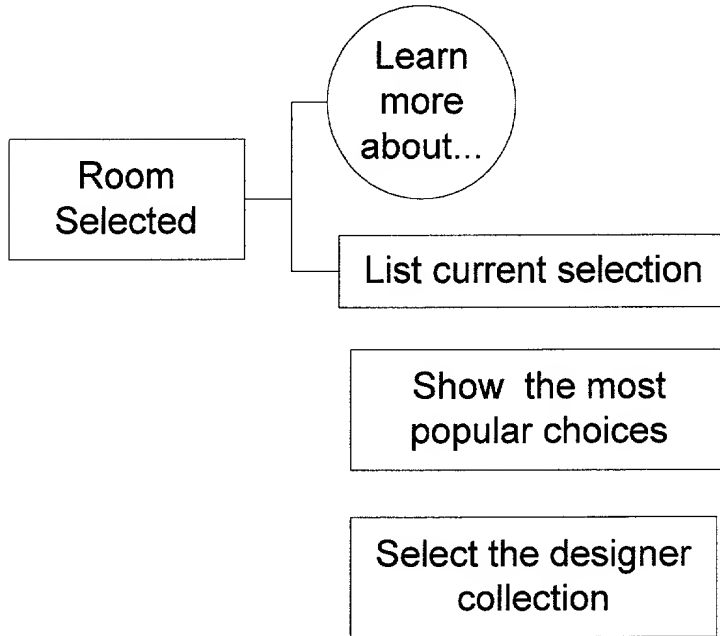 Learn
more
about...
Room
Selected
List current selection
Show the most
popular choices
Select the designer
collection